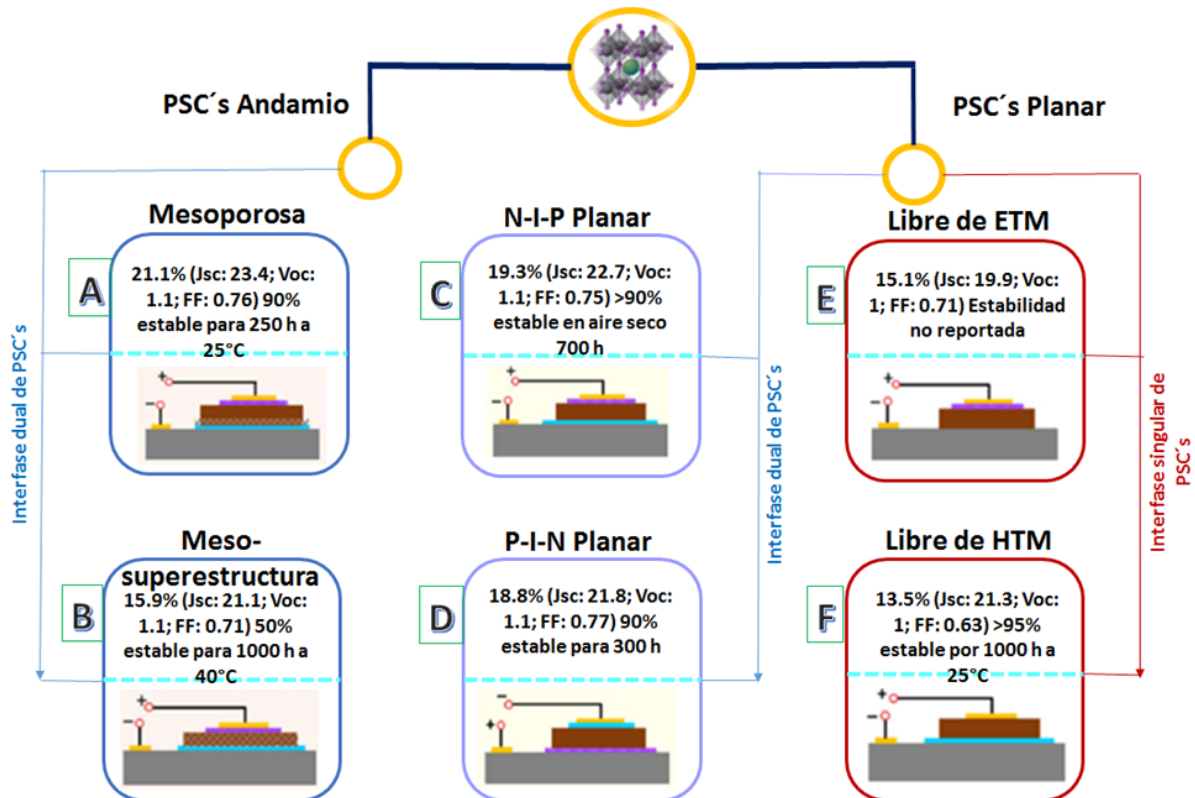 PSC´s Andamio
PSC´s Planar
Interfase dual de PSC´s
Mesoporosa
A
21.1% (Jsc: 23.4; Voc:
1.1; FF: 0.76) 90%
estable para 250 h a
25°C
+
−
Meso-
superestructura
B
15.9% (Jsc: 21.1; Voc:
1.1; FF: 0.71) 50%
estable para 1000 h a
40°C
+
−
N-I-P Planar
C
19.3% (Jsc: 22.7; Voc:
1.1; FF: 0.75) >90%
estable en aire seco
700 h
+
−
P-I-N Planar
D
18.8% (Jsc: 21.8; Voc:
1.1; FF: 0.77) 90%
estable para 300 h
−
+
Interfase dual de PSC´s
Libre de ETM
E
15.1% (Jsc: 19.9; Voc:
1; FF: 0.71) Estabilidad
no reportada
+
−
Libre de HTM
F
13.5% (Jsc: 21.3; Voc:
1; FF: 0.63) >95%
estable por 1000 h a
25°C
+
−
Interfase singular de
PSC´s